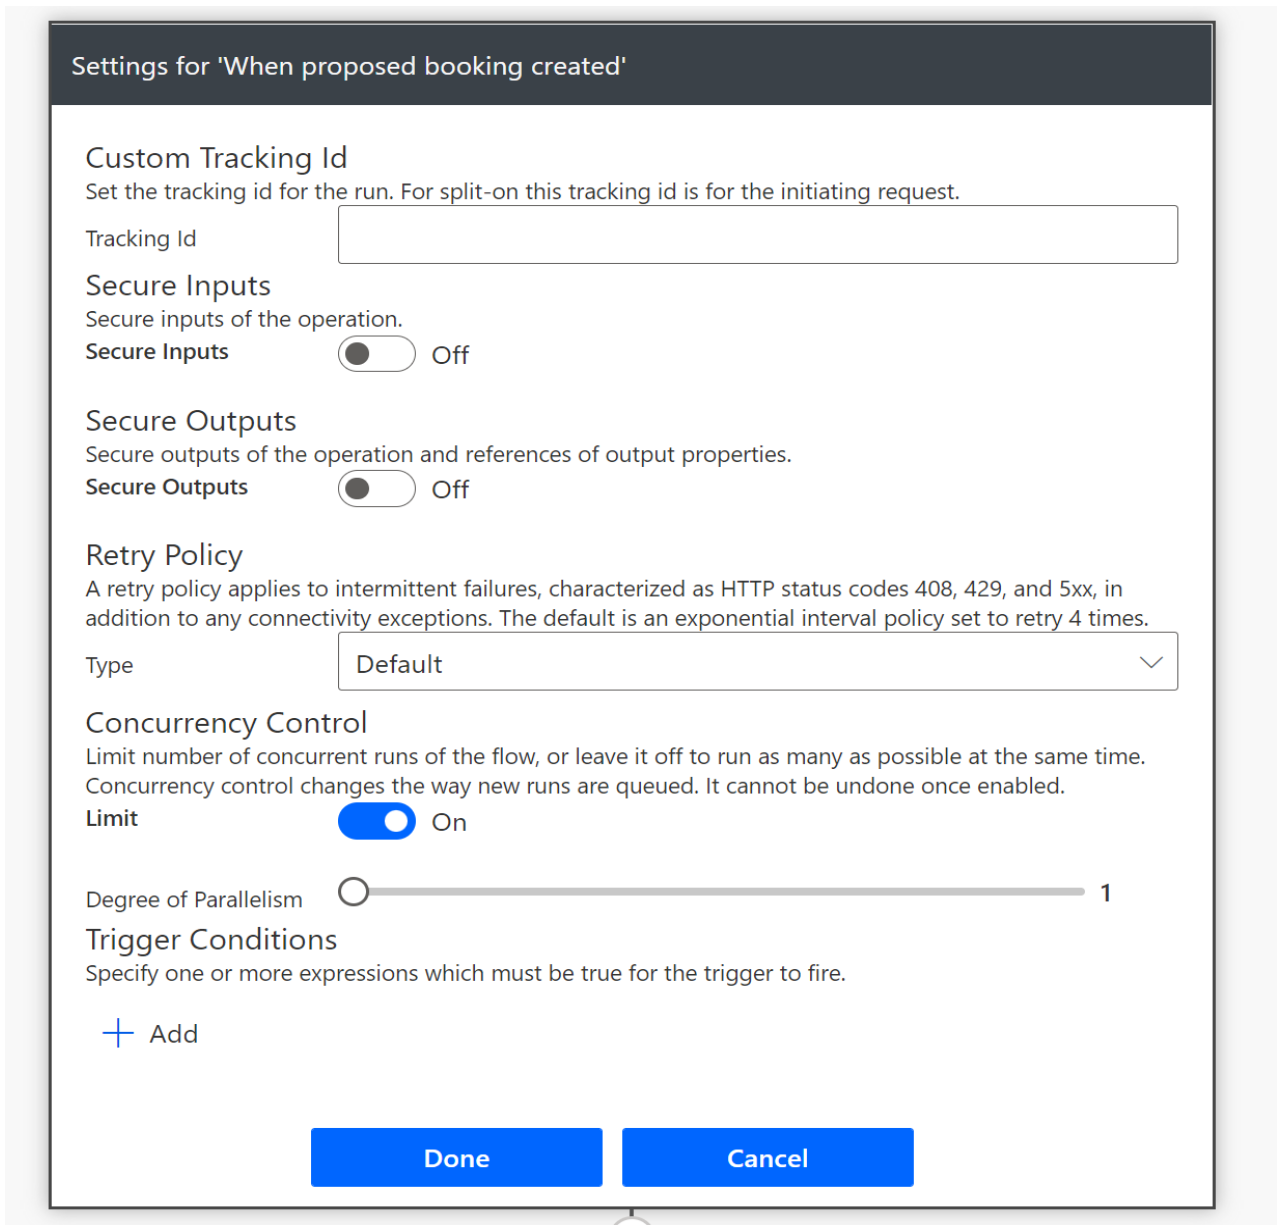 Settings for 'When proposed booking created'
Custom Tracking Id
Set the tracking id for the run. For split-on this tracking id is for the initiating request.
Tracking Id
Secure Inputs
Secure inputs of the operation.
Secure Inputs Off
Secure Outputs
Secure outputs of the operation and references of output properties.
Secure Outputs Off
Retry Policy
A retry policy applies to intermittent failures, characterized as HTTP status codes 408, 429, and 5xx, in
addition to any connectivity exceptions. The default is an exponential interval policy set to retry 4 times.
Type Default
Concurrency Control
Limit number of concurrent runs of the flow, or leave it off to run as many as possible at the same time.
Concurrency control changes the way new runs are queued. It cannot be undone once enabled.
Limit On
Degree of Parallelism 1
Trigger Conditions
Specify one or more expressions which must be true for the trigger to fire.
Add
Done Cancel